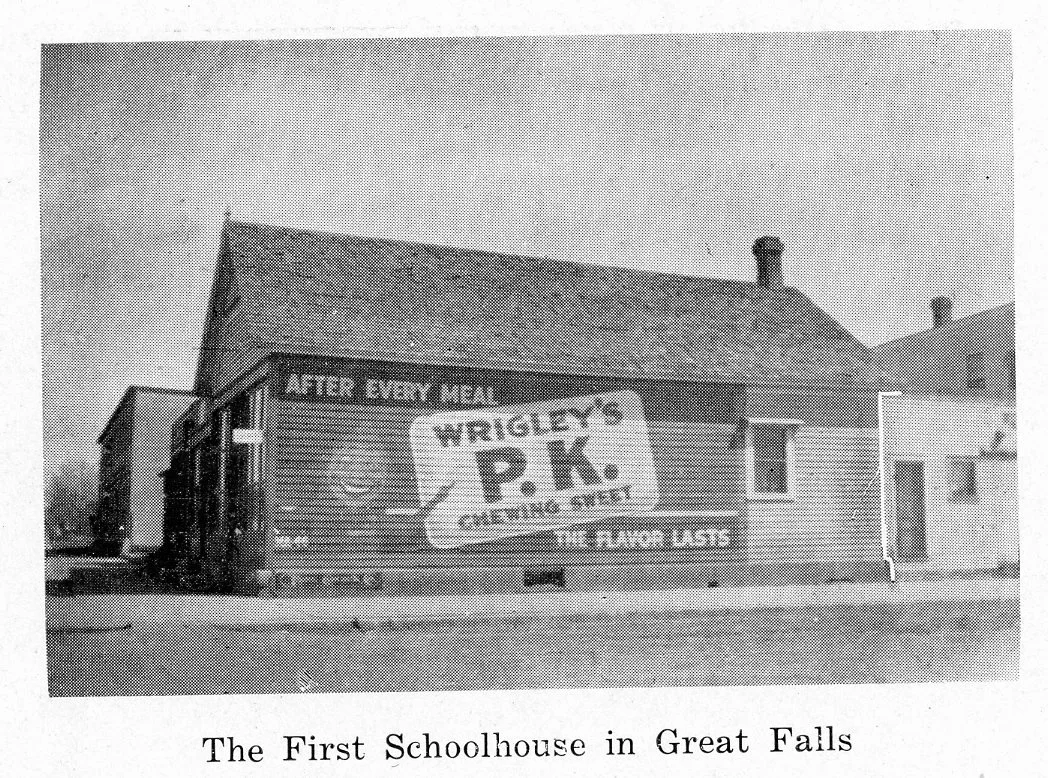 AFTER EVERY MEAL
WRIGLEY'S
P.K.
CHEWING SWEET
THE FLAVOR LASTS
The First Schoolhouse in Great Falls